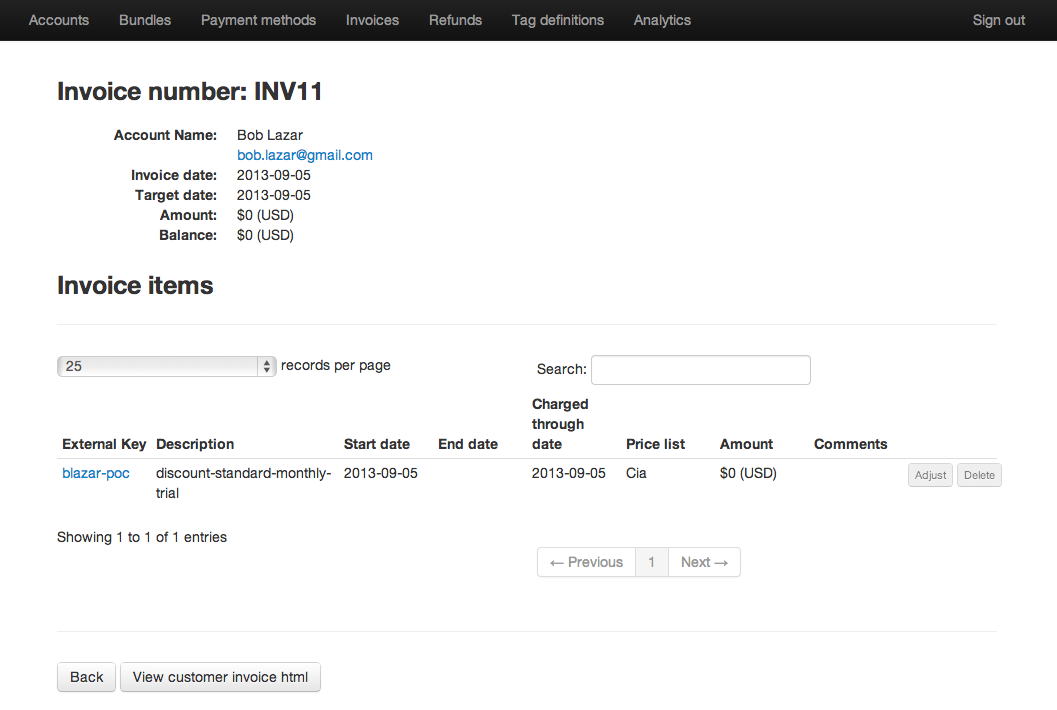 Accounts Bundles Payment methods Invoices Refunds Tag definitions Analytics Sign out
Invoice number: INV11
Account Name: Bob Lazar
bob.lazar@gmail.com
Invoice date: 2013-09-05
Target date: 2013-09-05
Amount: $0 (USD)
Balance: $0 (USD)
Invoice items
25 records per page
Search:
Charged
through
External Key Description Start date End date date Price list Amount Comments
blazar-poc discount-standard-monthly- 2013-09-05 2013-09-05 Cia $0 (USD) Adjust Delete
trial
Showing 1 to 1 of 1 entries
← Previous 1 Next →
Back View customer invoice html